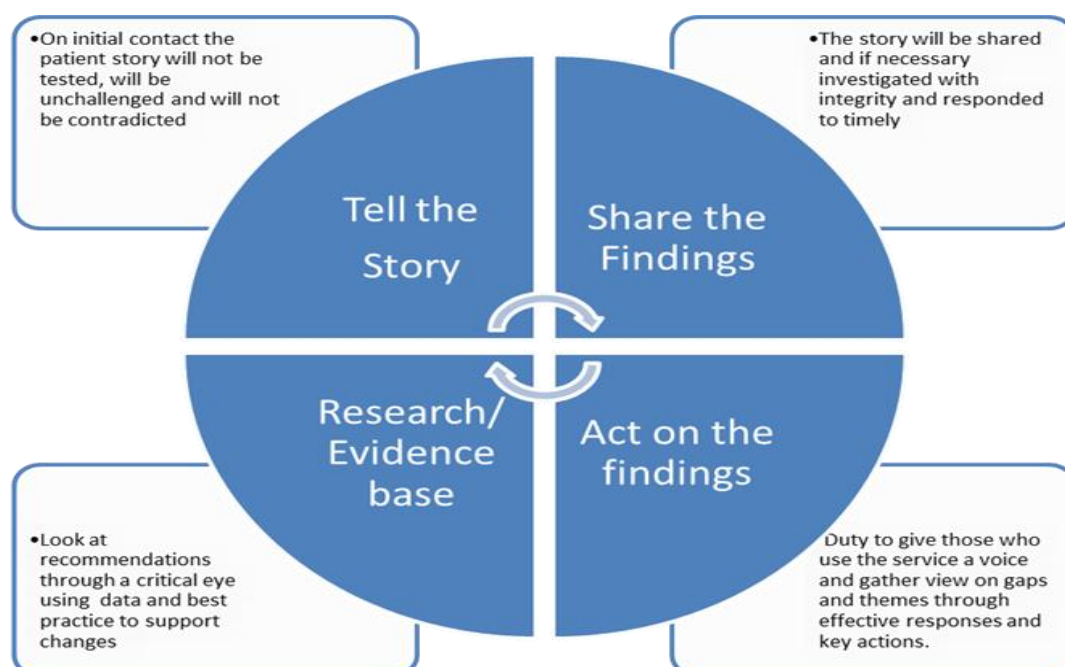 •On initial contact the
patient story will not be
tested, will be
unchallenged and will not
be contradicted
•The story will be shared
and if necessary
investigated with
integrity and responded
to timely
Tell the
Story
Share the
Findings
Research/
Evidence
base
Act on the
findings
•Look at
recommendations
through a critical eye
using data and best
practice to support
changes
Duty to give those who
use the service a voice
and gather view on gaps
and themes through
effective responses and
key actions.